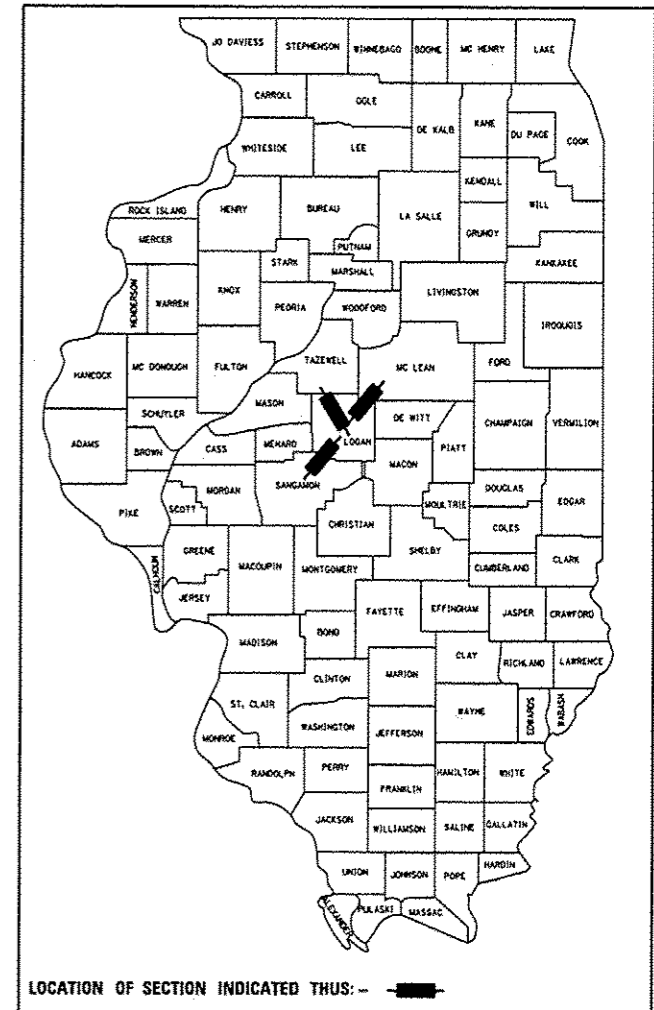 JO DAVIESS STEPHENSON WINNEBAGO BOONE MC HENRY LAKE
CARROLL OGLE DE KALB KANE DU PAGE COOK
WHITESIDE LEE KENDALL WILL
ROCK ISLAND HENRY BUREAU LA SALLE GRUNDY
MERCER PUTNAM KANKAKEE
HENDERSON WARREN KNOX STARK MARSHALL LIVINGSTON
PEORIA WOODFORD IROQUOIS
HANCOCK MC DONOUGH FULTON TAZEWELL MC LEAN FORD
SCHUYLER MASON DE WITT CHAMPAIGN VERMILION
ADAMS BROWN CASS MENARD LOGAN PIATT
MACON
PIKE SCOTT MORDAN SANGAMON MOULTRIE DOUGLAS EDGAR
CHRISTIAN COLES
GREENE MACOUPIN MONTGOMERY SHELBY CUMBERLAND CLARK
CALHOUN JERSEY
FAYETTE EFFINGHAM JASPER CRAWFORD
MADISON BOND
CLAY RICHLAND LAWRENCE
CLINTON MARION
ST. CLAIR WAYNE EDWARDS WABASH
MONROE WASHINGTON JEFFERSON
RANDOLPH PERRY HAMILTON WHITE
FRANKLIN
JACKSON WILLIAMSON SALINE GALLATIN
UNION JOHNSON POPE HARDIN
ALEXANDER PULASKI MASSAC
LOCATION OF SECTION INDICATED THUS: -